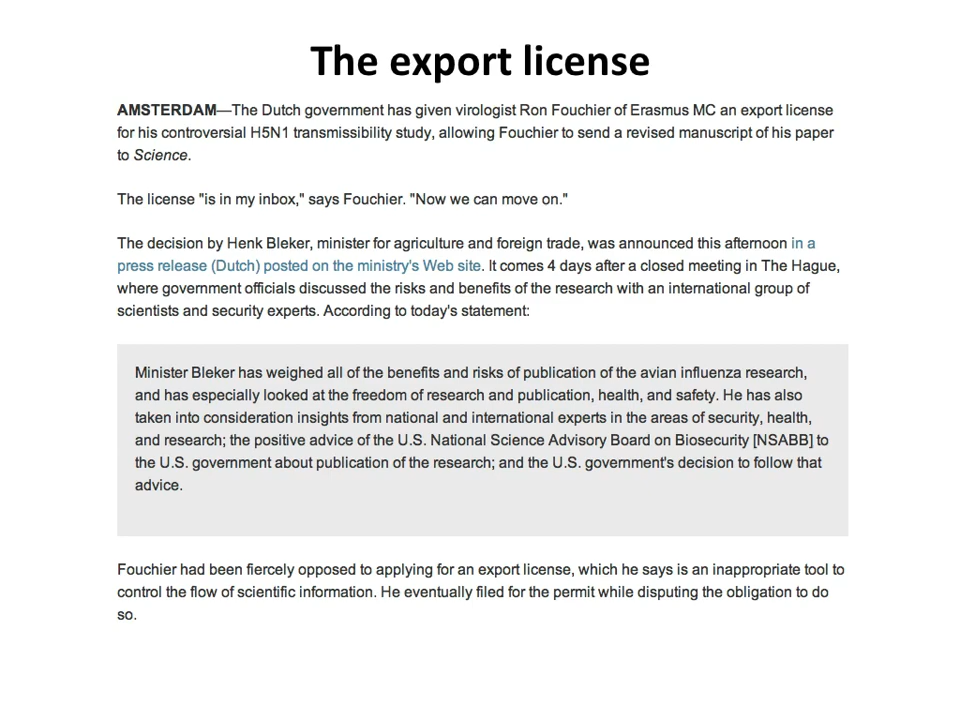 The export license
AMSTERDAM—The Dutch government has given virologist Ron Fouchier of Erasmus MC an export license
for his controversial H5N1 transmissibility study, allowing Fouchier to send a revised manuscript of his paper
to Science.
The license "is in my inbox," says Fouchier. "Now we can move on."
The decision by Henk Bleker, minister for agriculture and foreign trade, was announced this afternoon in a
press release (Dutch) posted on the ministry's Web site. It comes 4 days after a closed meeting in The Hague,
where government officials discussed the risks and benefits of the research with an international group of
scientists and security experts. According to today's statement:
Minister Bleker has weighed all of the benefits and risks of publication of the avian influenza research,
and has especially looked at the freedom of research and publication, health, and safety. He has also
taken into consideration insights from national and international experts in the areas of security, health,
and research; the positive advice of the U.S. National Science Advisory Board on Biosecurity [NSABB] to
the U.S. government about publication of the research; and the U.S. government's decision to follow that
advice.
Fouchier had been fiercely opposed to applying for an export license, which he says is an inappropriate tool to
control the flow of scientific information. He eventually filed for the permit while disputing the obligation to do
so.